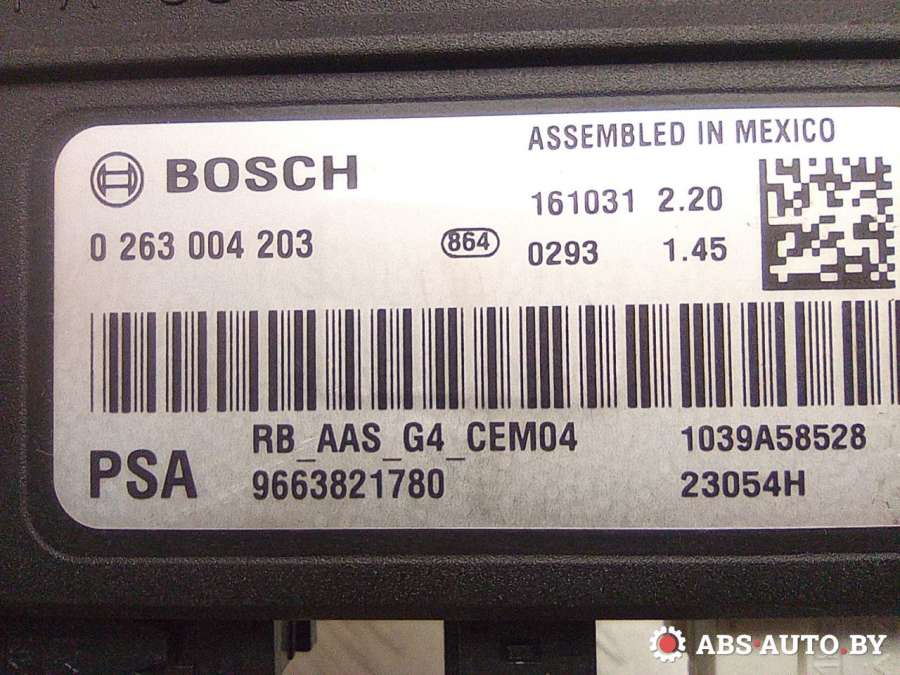 BOSCH
ASSEMBLED IN MEXICO
161031 2.20
0 263 004 203
864
0293 1.45
PSA
RB_AAS_G4_CEM04
9663821780
1039A58528
23054H
ABS-AUTO.BY